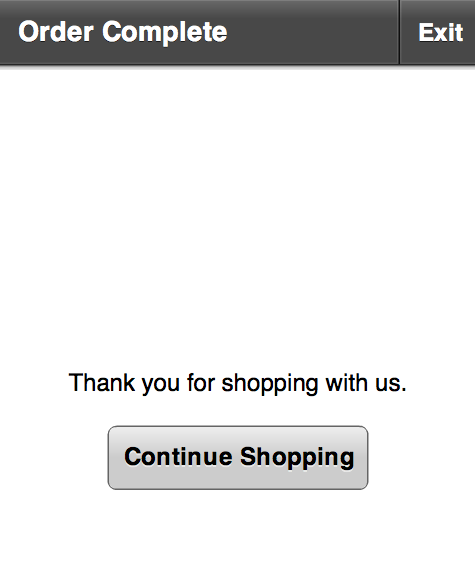 Order Complete
Exit
Thank you for shopping with us.
Continue Shopping